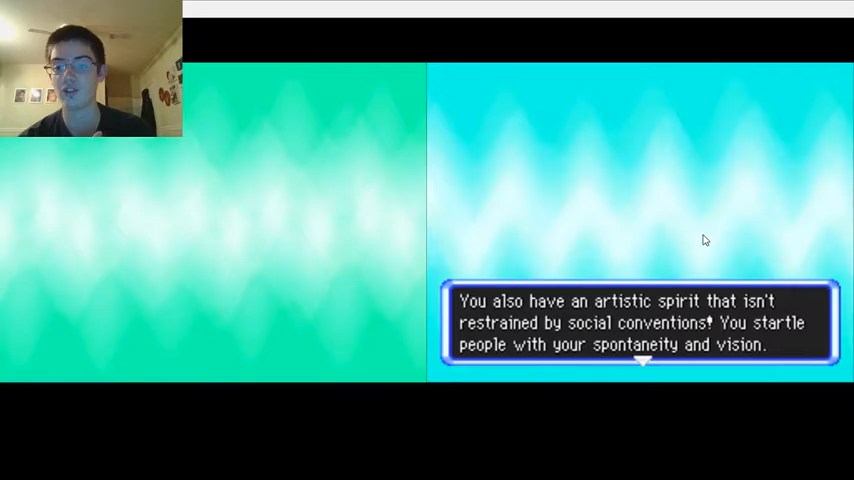 You also have an artistic spirit that isn't
restrained by social conventions! You startle
people with your spontaneity and vision.